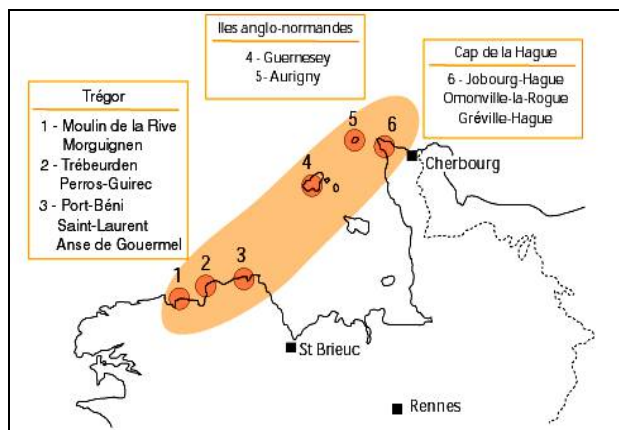 Iles anglo-normandes
4 - Guernesey
5 - Aurigny
Cap de la Hague
6 - Jobourg-Hague
Omonville-la-Rogue
Gréville-Hague
Trégor
1 - Moulin de la Rive
Morguignen
2 - Trébeurden
Perros-Guirec
3 - Port-Béni
Saint-Laurent
Anse de Gouermel
5
6
Cherbourg
4
3
2
1
St Brieuc
Rennes